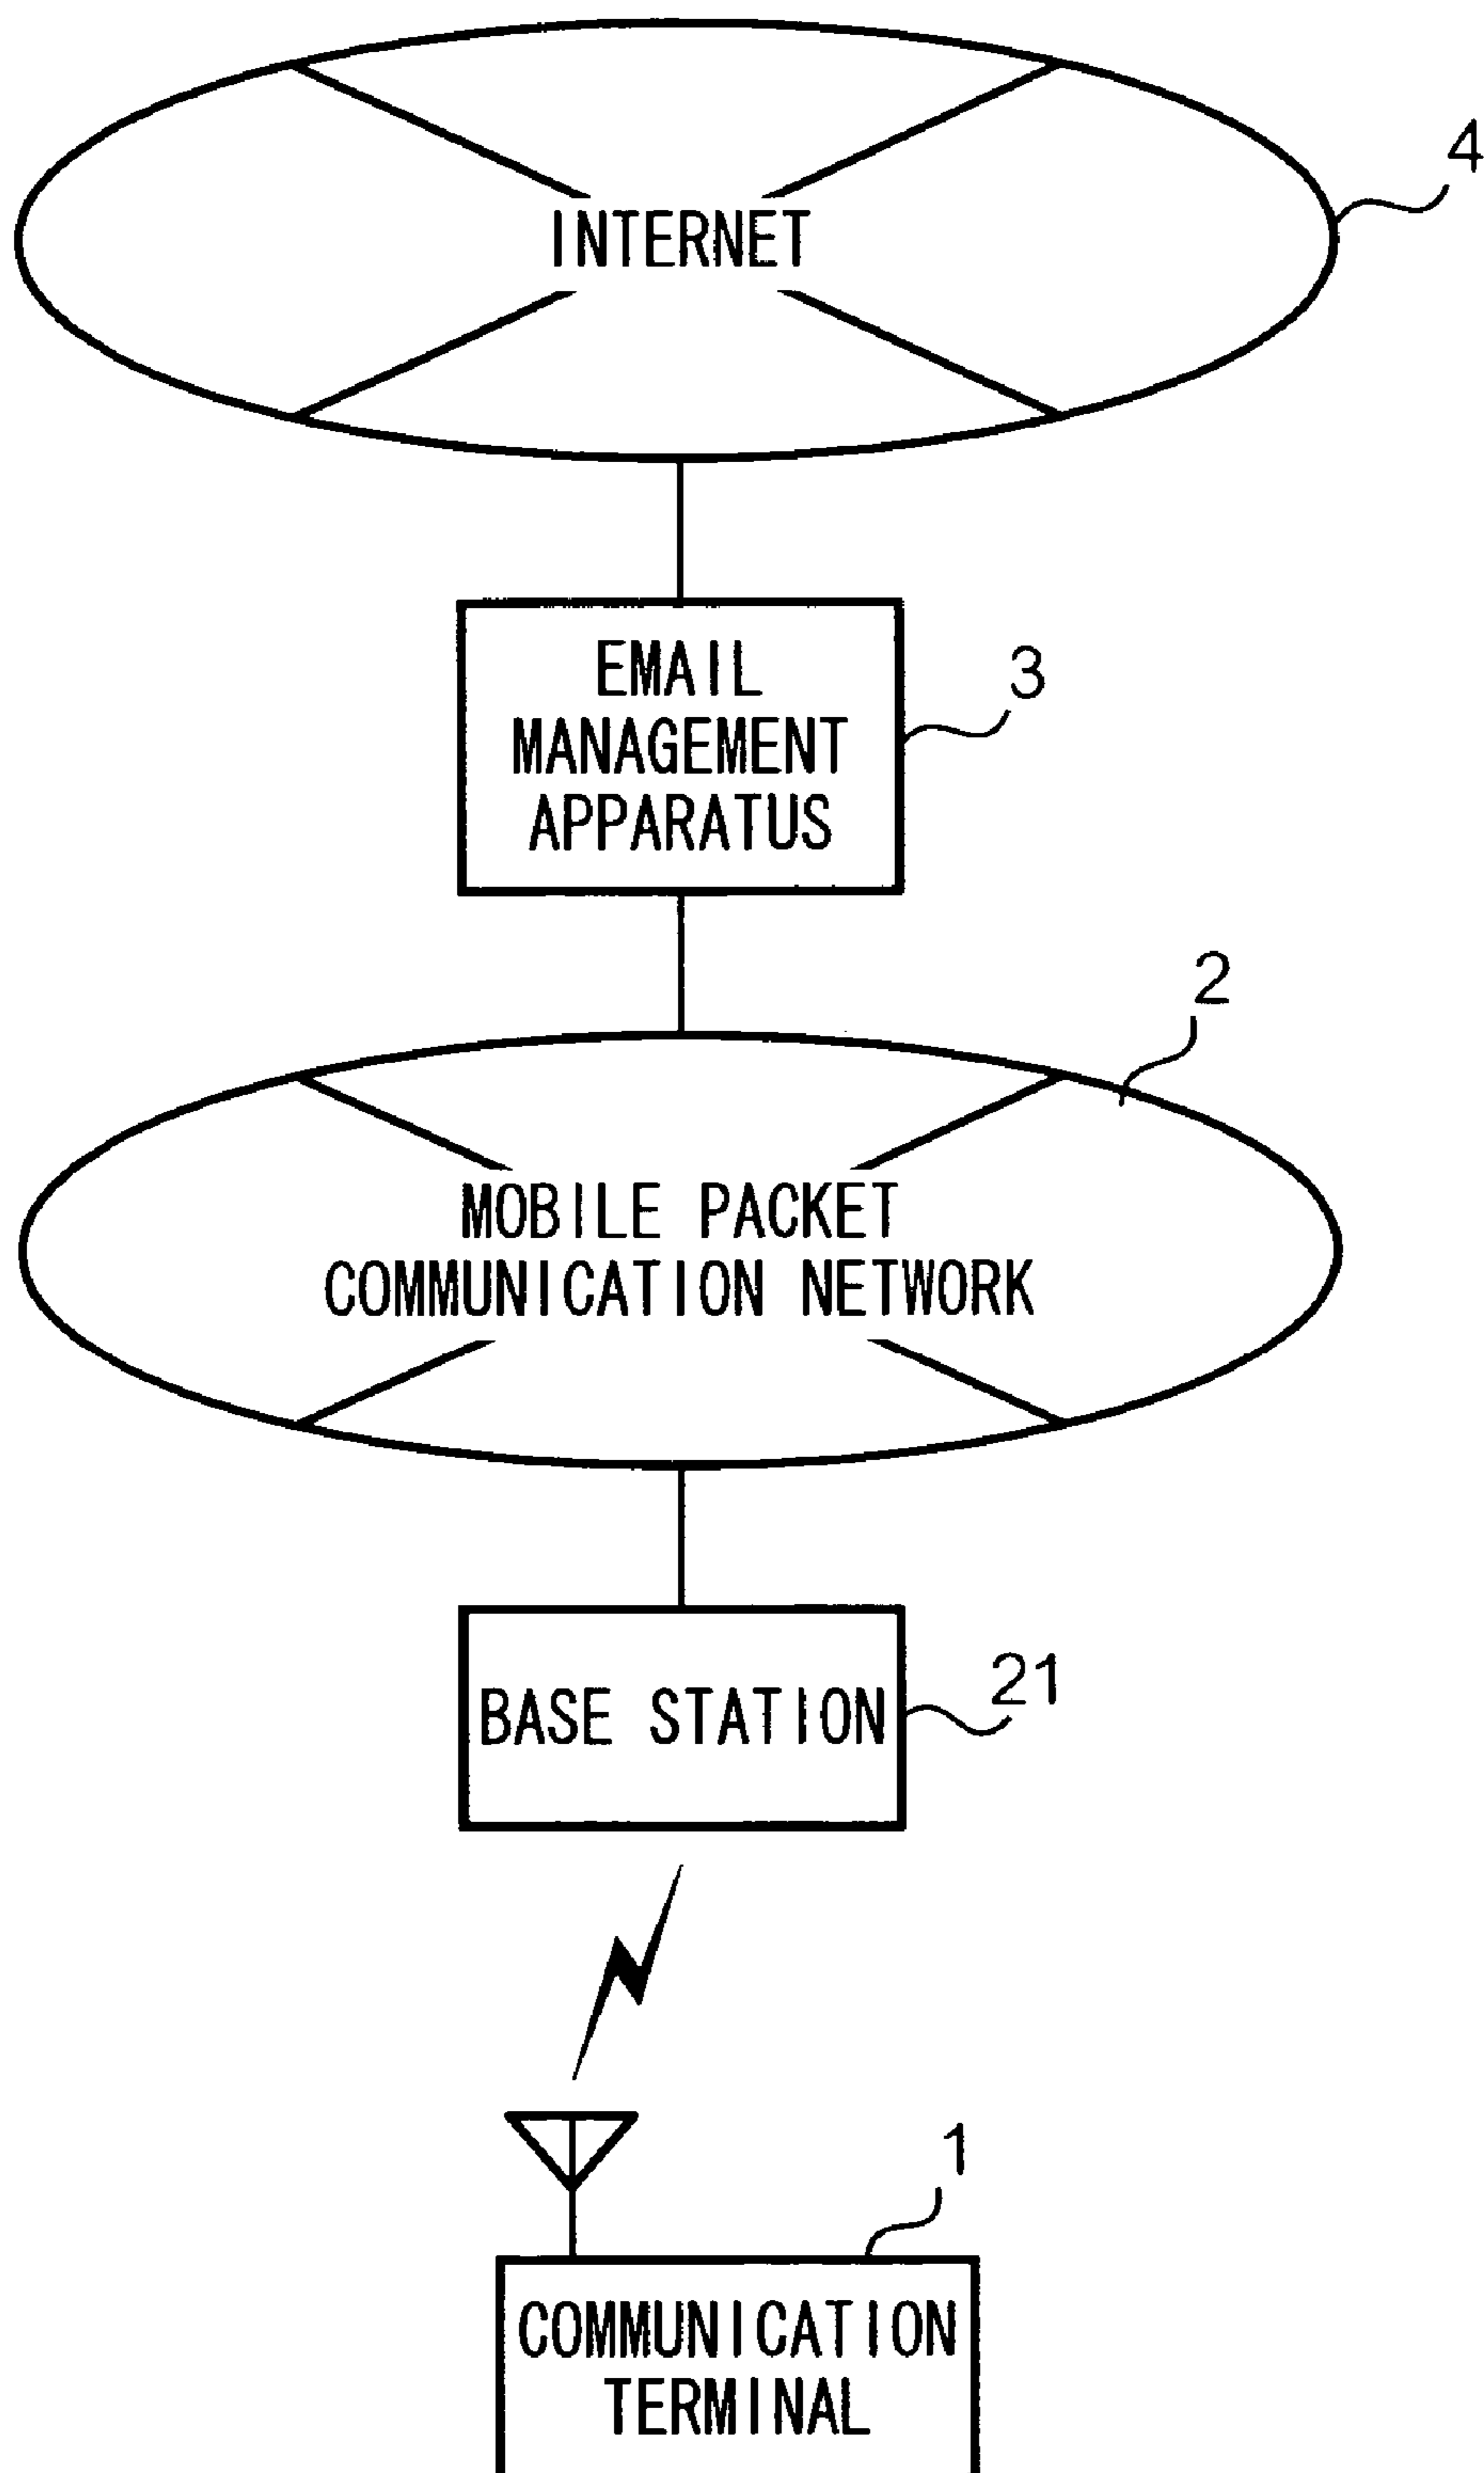 4
INTERNET
3
EMAIL
MANAGEMENT
APPARATUS
2
MOBILE PACKET
COMMUNICATION NETWORK
21
BASE STATION
1
COMMUNICATION
TERMINAL